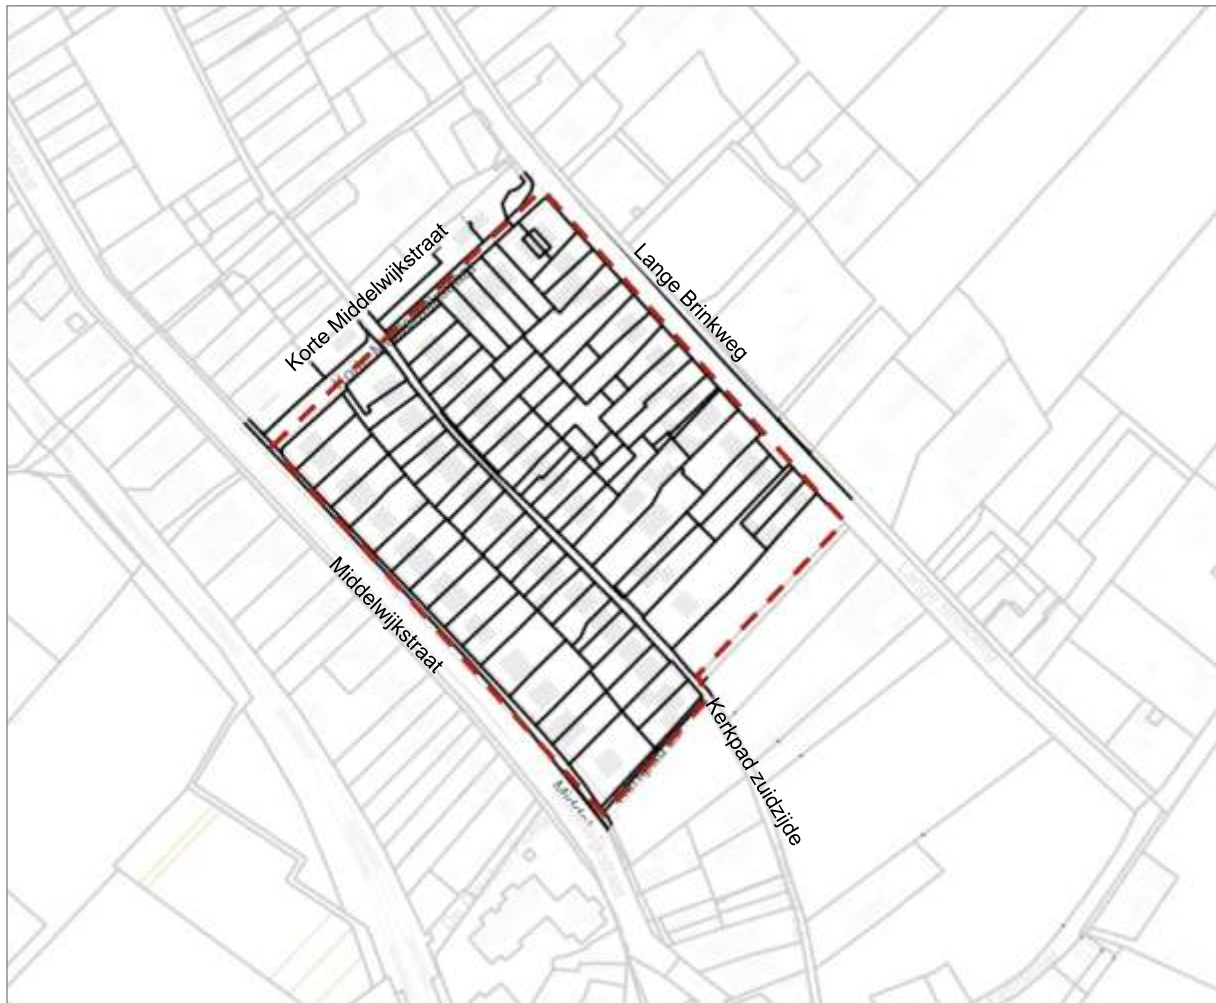 Korte Middelwijkstraat
Lange Brinkweg
Middelwijkstraat
Kerkpad zuidzijde